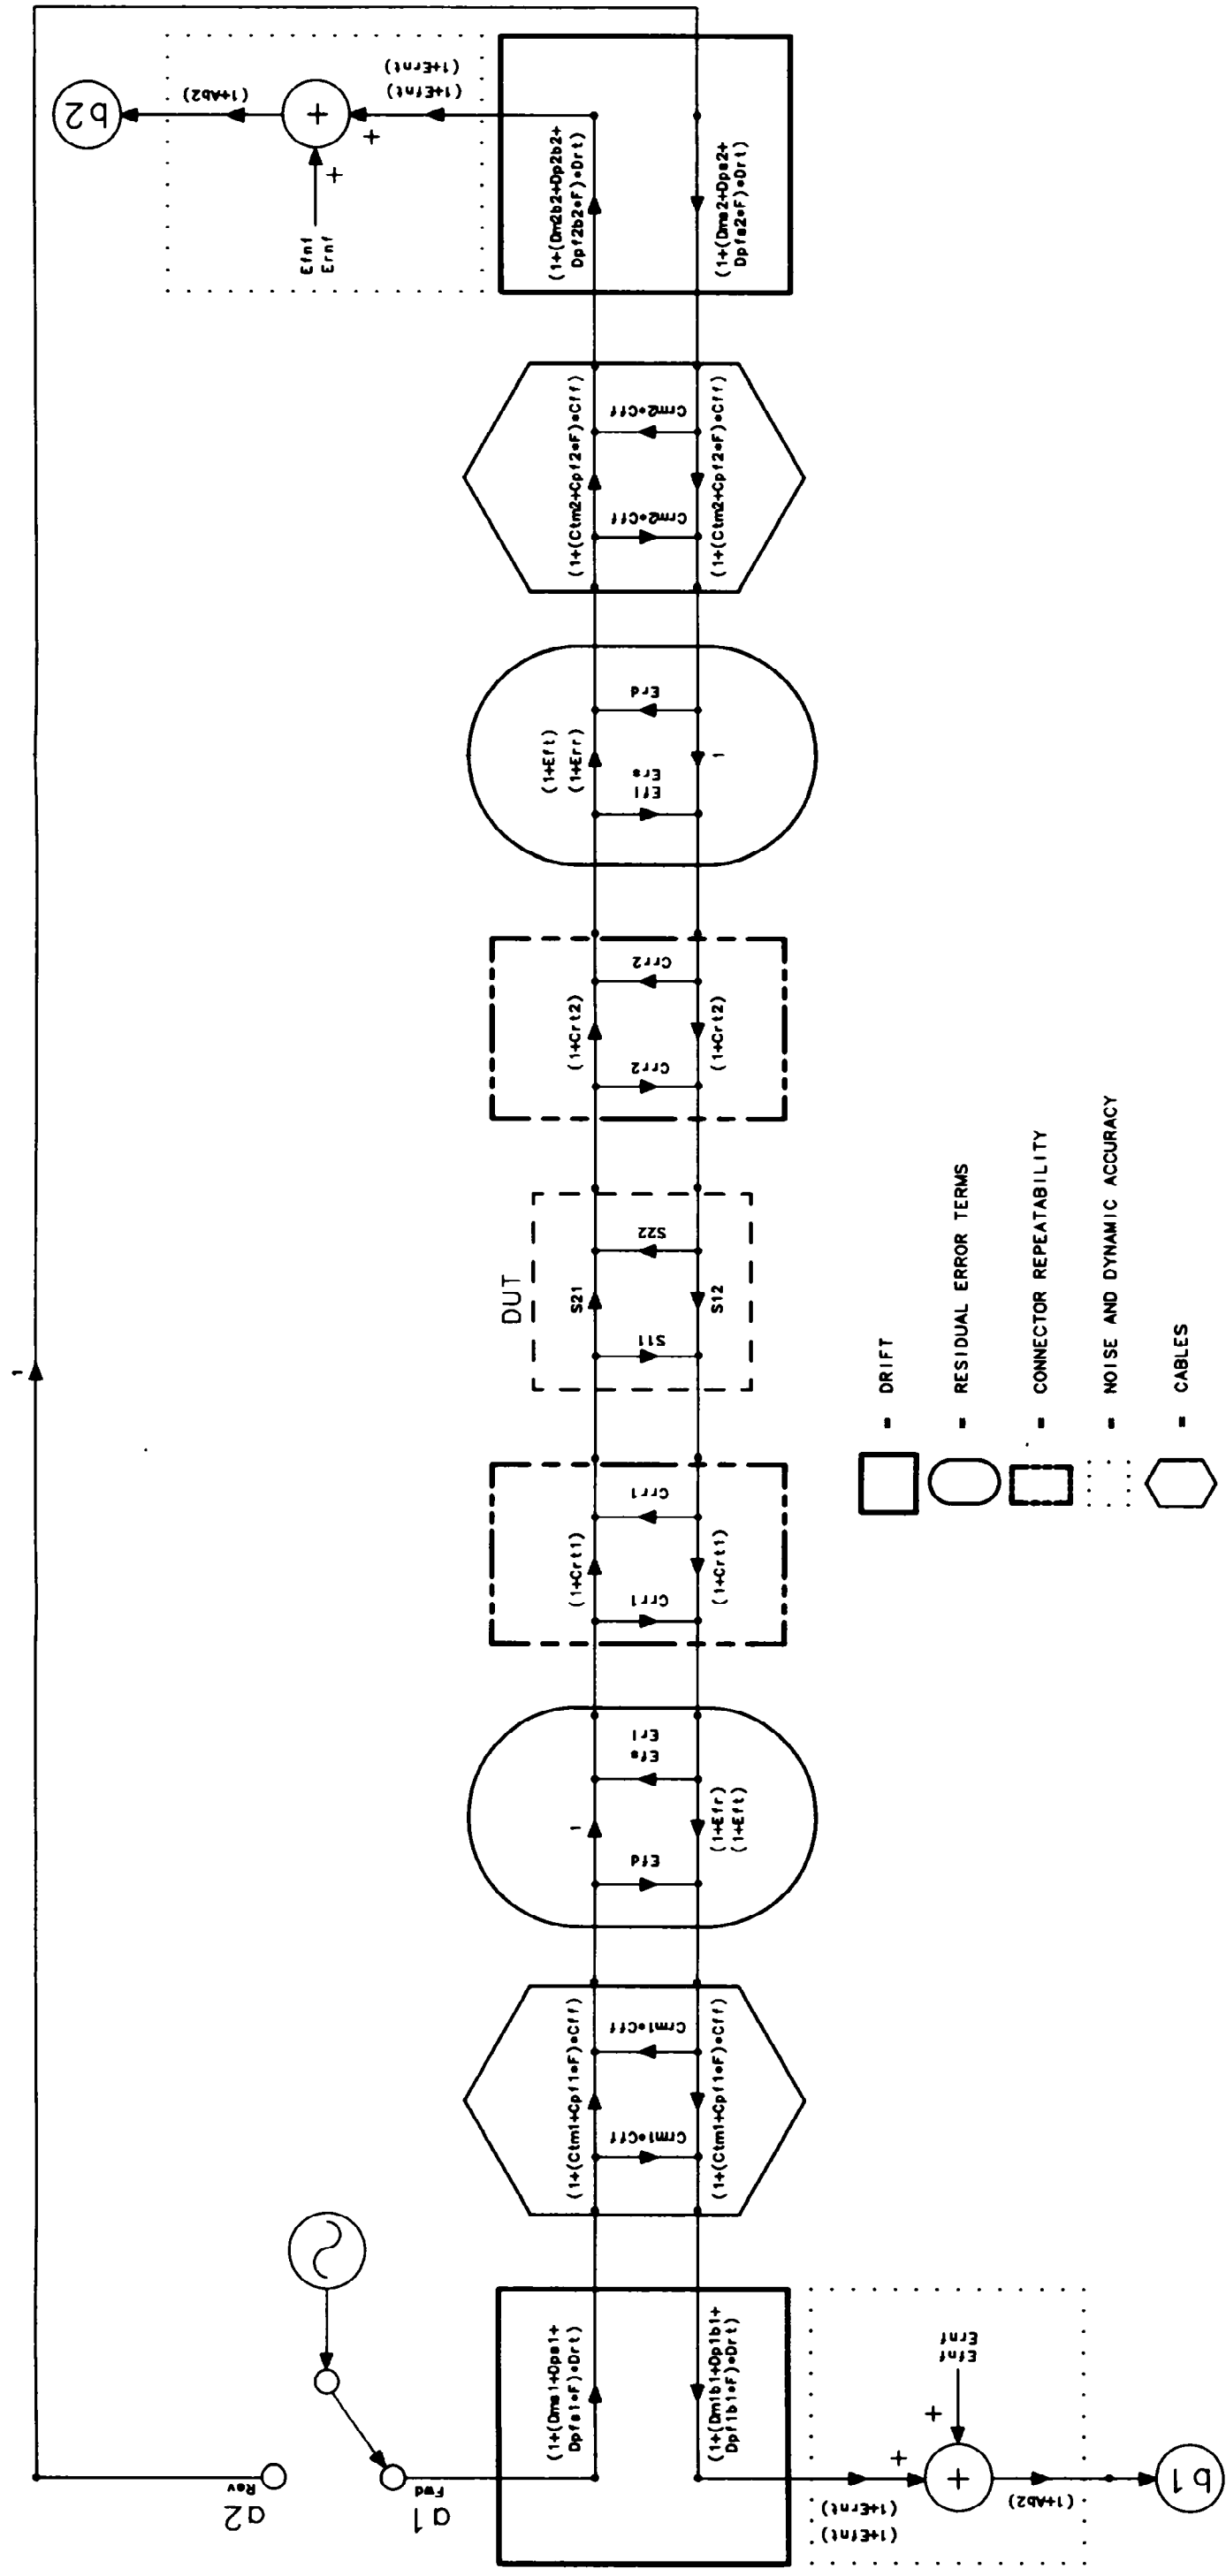 1
a2
Rev
a1
Fwd
b2
(1+Ab2)
+
+
+
Efnf
Ernf
(1+Efnt)
(1+Ernt)
(1+(Dms1+Dps1+
Dpfs1*F)*Drt)
(1+(Dm1b1+Dp1b1+
Dpf1b1*F)*Drt)
(1+(Ctm1+Cpf1*F)*Cff)
Crm1*Cff
Crm1*Cff
(1+(Ctm1+Cpf1*F)*Cff)
1
Efd
Efs
Erl
(1+Efr)
(1+Eft)
(1+Crt1)
Crr1
Crr1
(1+Crt1)
DUT
S21
S11
S22
S12
(1+Crt2)
Crr2
Crr2
(1+Crt2)
(1+Eft)
(1+Err)
Efl
Ers
Erd
1
(1+(Ctm2+Cpf2*F)*Cff)
Crm2*Cff
Crm2*Cff
(1+(Ctm2+Cpf2*F)*Cff)
(1+(Dm2b2+Dp2b2+
Dpf2b2*F)*Drt)
(1+(Dms2+Dps2+
Dpfs2*F)*Drt)
(1+Efnt)
(1+Ernt)
+
+
+
Efnf
Ernf
(1+Ab2)
b1
= DRIFT
= RESIDUAL ERROR TERMS
= CONNECTOR REPEATABILITY
= NOISE AND DYNAMIC ACCURACY
= CABLES